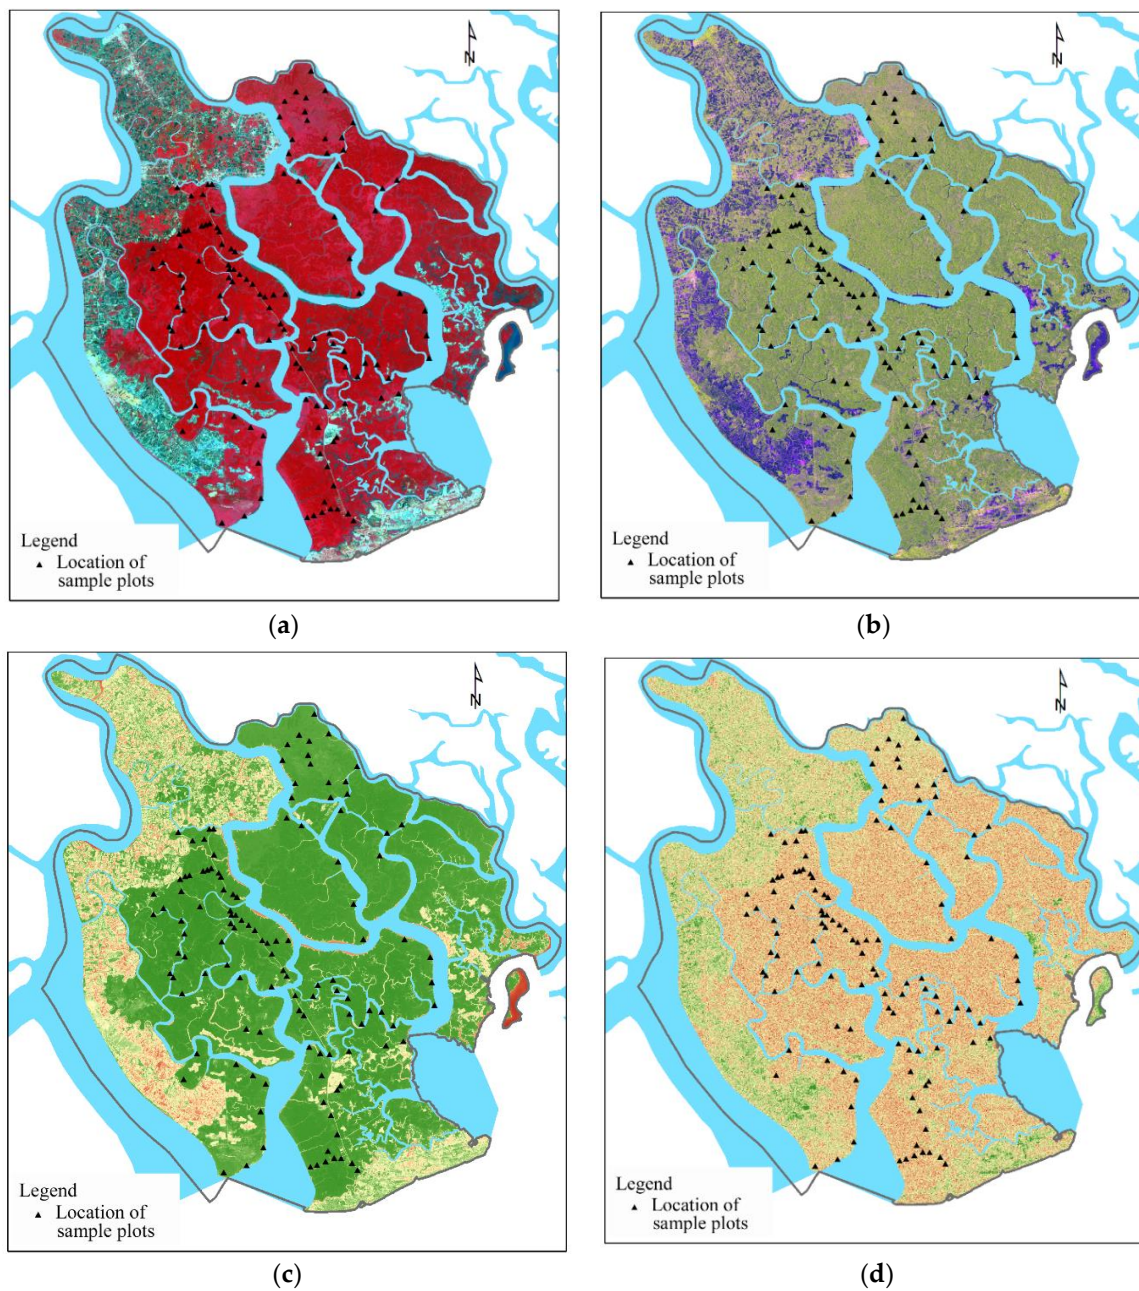 N
N
Legend
▲ Location of
sample plots
Legend
▲ Location of
sample plots
(a)
(b)
N
N
Legend
▲ Location of
sample plots
Legend
▲ Location of
sample plots
(c)
(d)